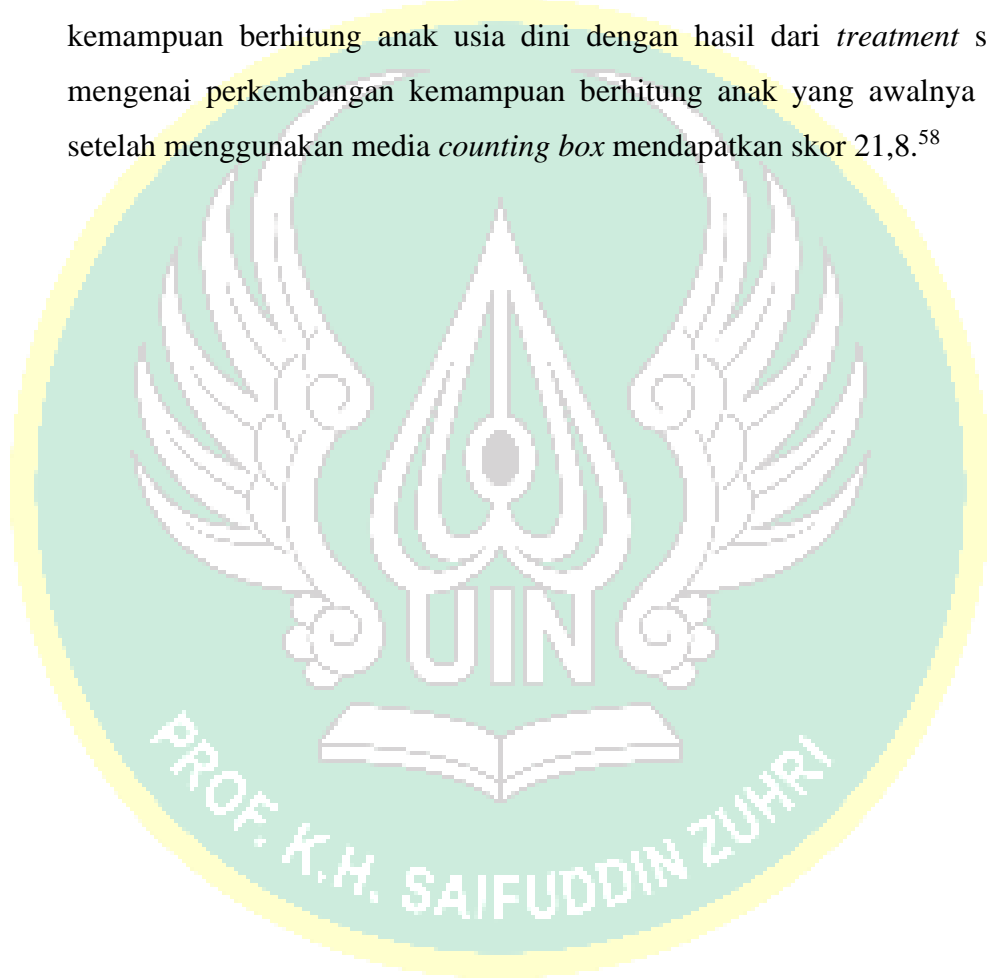 kemampuan berhitung anak usia dini dengan hasil dari treatment s
mengenai perkembangan kemampuan berhitung anak yang awalnya
setelah menggunakan media counting box mendapatkan skor 21,8.58
UIN
PROF. K.H. SAIFUDDIN ZUHRI